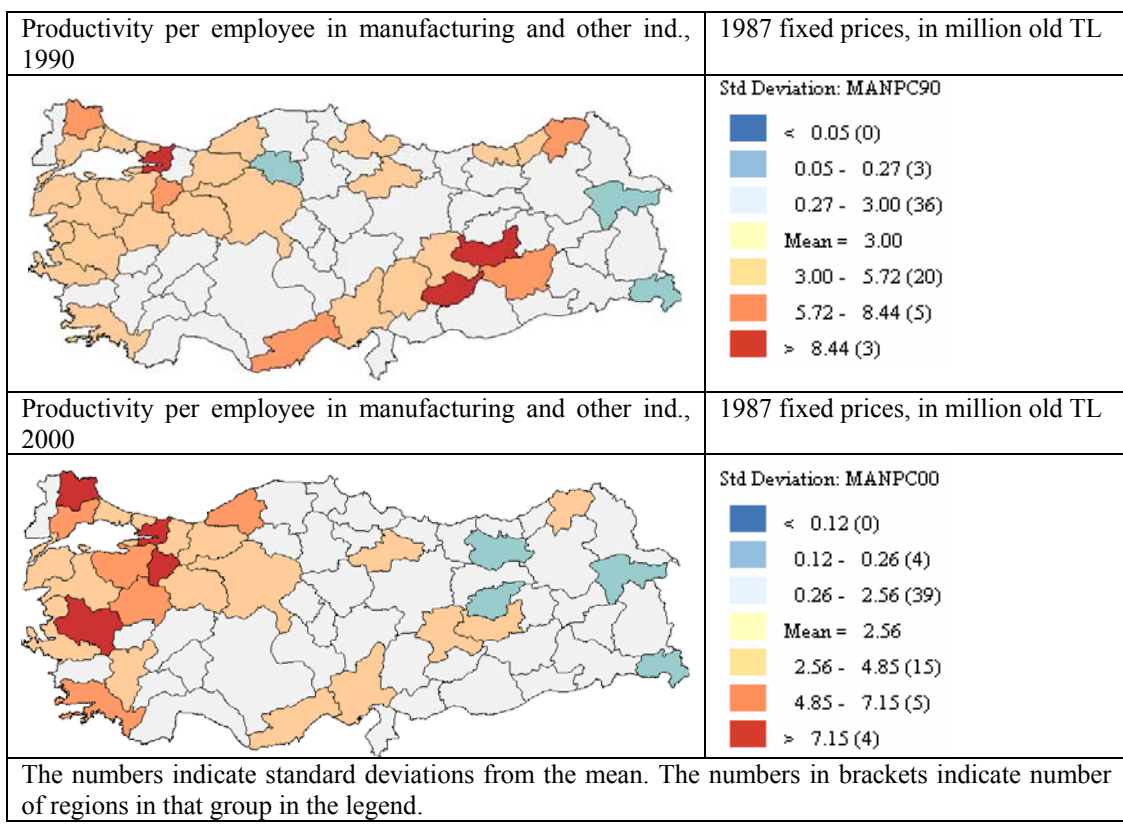 Productivity per employee in manufacturing and other ind.,
1990
1987 fixed prices, in million old TL
Std Deviation: MANPC90
< 0.05 (0)
0.05 - 0.27 (3)
0.27 - 3.00 (36)
Mean = 3.00
3.00 - 5.72 (20)
5.72 - 8.44 (5)
> 8.44 (3)
Productivity per employee in manufacturing and other ind.,
2000
1987 fixed prices, in million old TL
Std Deviation: MANPC00
< 0.12 (0)
0.12 - 0.26 (4)
0.26 - 2.56 (39)
Mean = 2.56
2.56 - 4.85 (15)
4.85 - 7.15 (5)
> 7.15 (4)
The numbers indicate standard deviations from the mean. The numbers in brackets indicate number
of regions in that group in the legend.